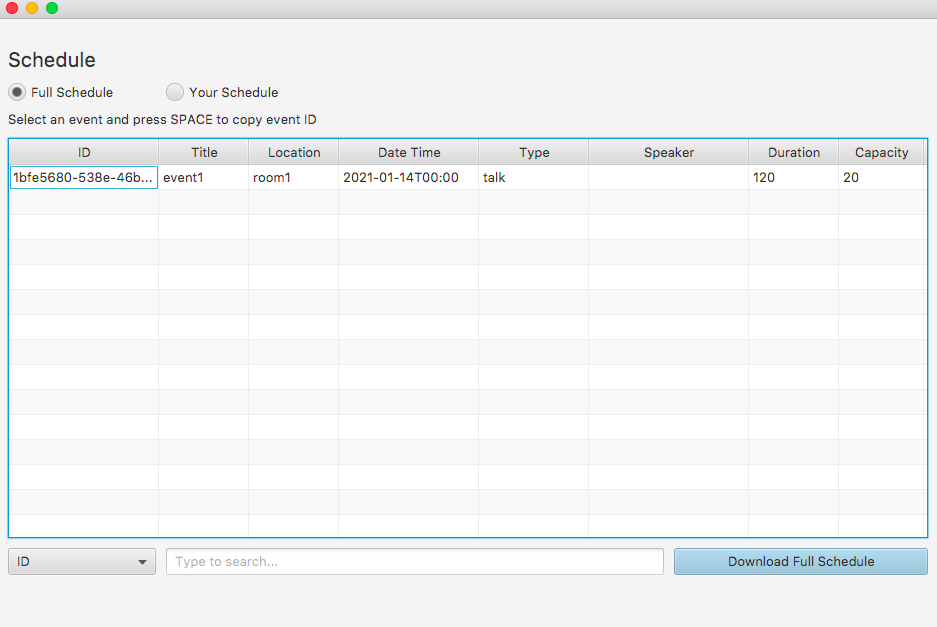 Schedule
Full Schedule Your Schedule
Select an event and press SPACE to copy event ID
ID Title Location Date Time Type Speaker Duration Capacity
1bfe5680-538e-46b... event1 room1 2021-01-14T00:00 talk 120 20
ID Type to search... Download Full Schedule